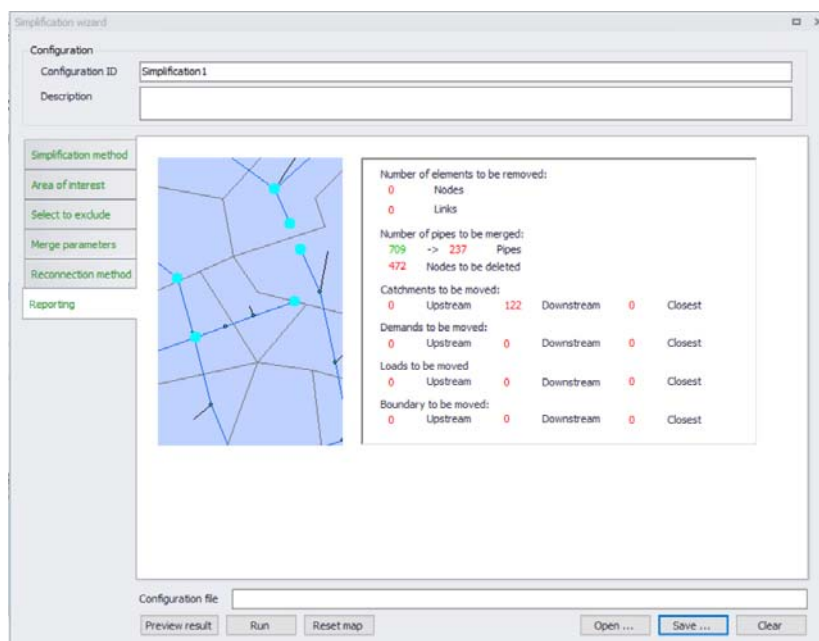 Simplification wizard
Configuration
Configuration ID
Simplification1
Description
Simplification method
Area of interest
Select to exclude
Merge parameters
Reconnection method
Reporting
Number of elements to be removed:
0 Nodes
0 Links
Number of pipes to be merged:
709 -> 237 Pipes
472 Nodes to be deleted
Catchments to be moved:
0 Upstream 122 Downstream 0 Closest
Demands to be moved:
0 Upstream 0 Downstream 0 Closest
Loads to be moved
0 Upstream 0 Downstream 0 Closest
Boundary to be moved:
0 Upstream 0 Downstream 0 Closest
Configuration file
Preview result Run Reset map Open ... Save ... Clear